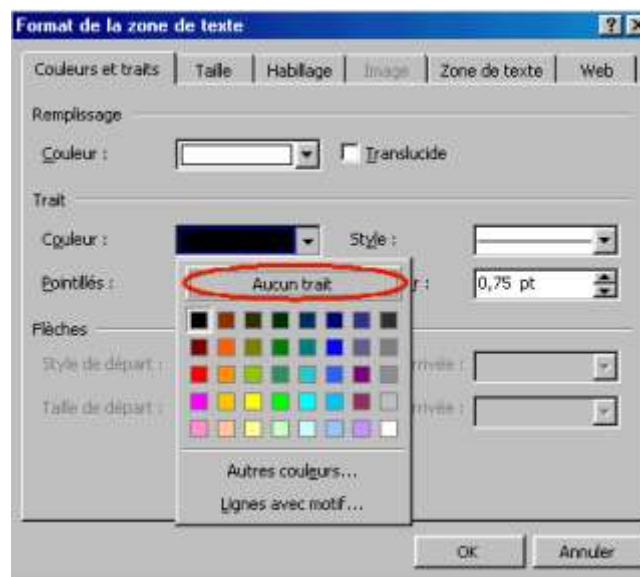 Format de la zone de texte
Couleurs et traits Taille Habillage Image Zone de texte Web
Remplissage
Couleur :
Translucide
Trait
Couleur :
Style :
Pointillés :
Aucun trait
r :
0,75 pt
Flèches
Style de départ :
rrivée :
Taille de départ :
rrivée :
Autres couleurs...
Lignes avec motif...
OK Annuler